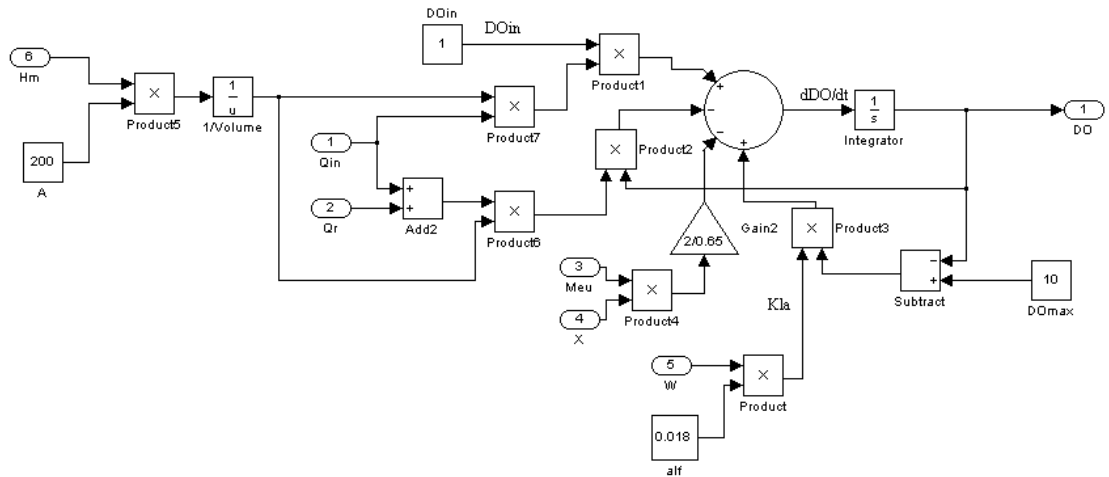 DOin
1
DOin
×
Product1
6
Hm
×
Product5
1
u
1/Volume
×
Product7
200
A
1
Qin
2
Qr
+
+
Add2
×
Product6
×
Product2
+
−
−
+
dDO/dt
1
s
Integrator
1
DO
2/0.65
Gain2
×
Product3
3
Meu
4
X
×
Product4
Kla
−
+
Subtract
10
DOmax
5
W
×
Product
0.018
alf